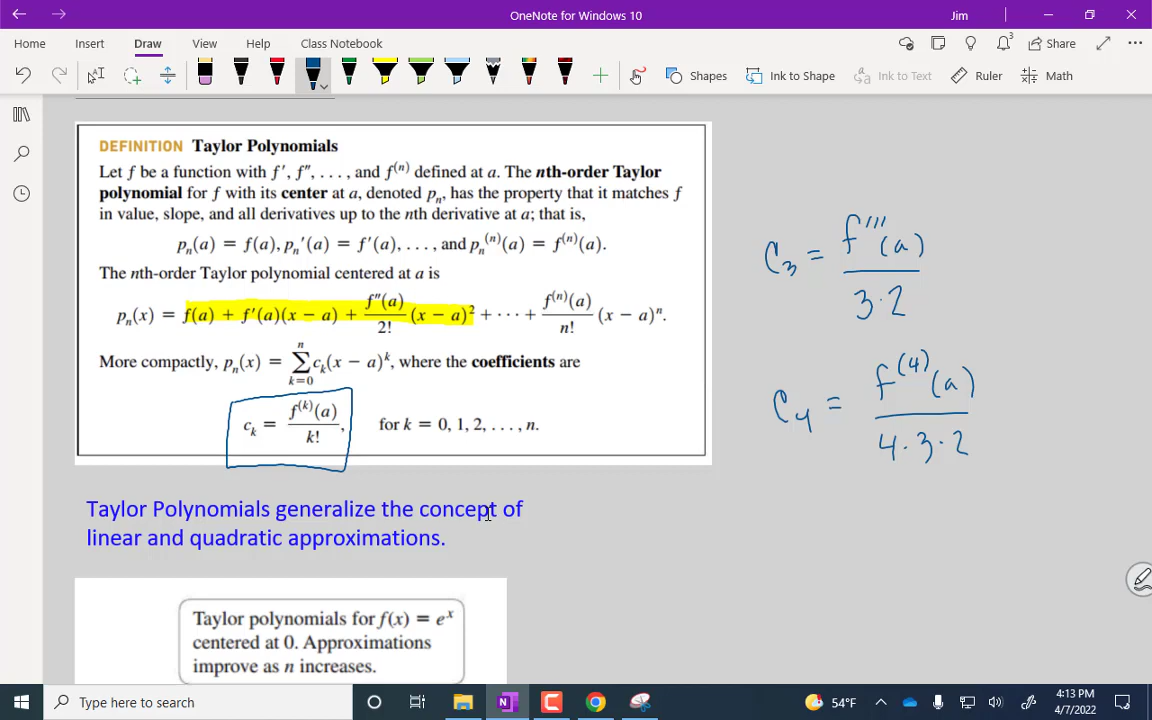 OneNote for Windows 10
Jim
Home Insert Draw View Help Class Notebook
3
Share
Shapes Ink to Shape Ink to Text Ruler Math
DEFINITION Taylor Polynomials
Let f be a function with f′, f″, . . . , and f⁽ⁿ⁾ defined at a. The nth-order Taylor
polynomial for f with its center at a, denoted pₙ, has the property that it matches f
in value, slope, and all derivatives up to the nth derivative at a; that is,
pₙ(a) = f(a), pₙ′(a) = f′(a), . . . , and pₙ⁽ⁿ⁾(a) = f⁽ⁿ⁾(a).
The nth-order Taylor polynomial centered at a is
pₙ(x) = f(a) + f′(a)(x − a) + f″(a)/2! (x − a)² + ⋯ + f⁽ⁿ⁾(a)/n! (x − a)ⁿ.
More compactly, pₙ(x) = ∑_{k=0}^{n} cₖ(x − a)ᵏ, where the coefficients are
cₖ = f⁽ᵏ⁾(a)/k!, for k = 0, 1, 2, . . . , n.
C₃ = f‴(a)/3·2
C₄ = f⁽⁴⁾(a)/4·3·2
Taylor Polynomials generalize the concept of
linear and quadratic approximations.
Taylor polynomials for f(x) = eˣ
centered at 0. Approximations
improve as n increases.
Type here to search
54°F
4:13 PM
4/7/2022